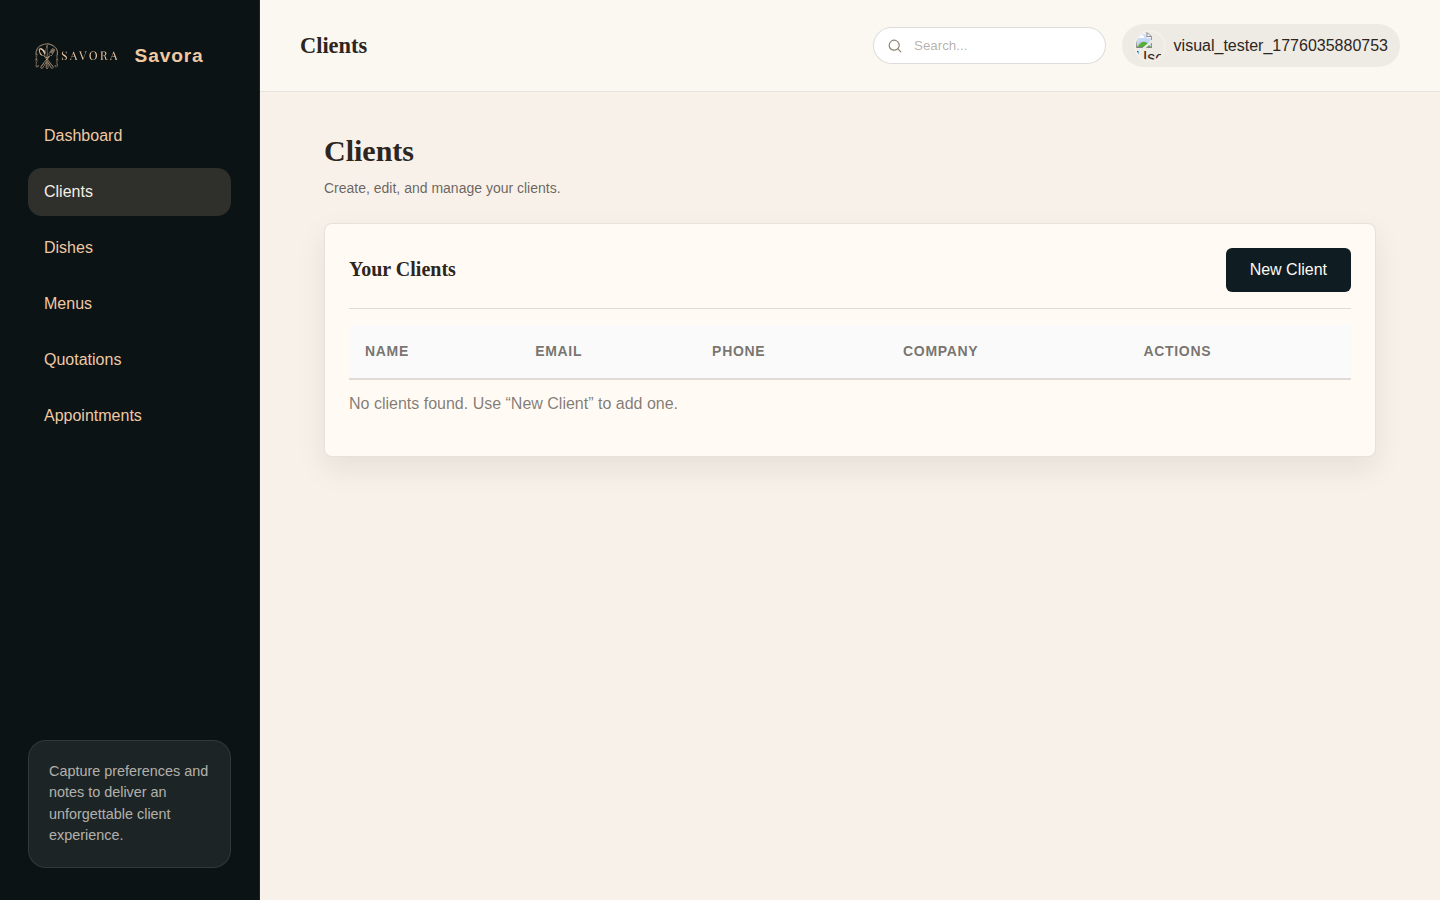 SAVORA
Savora
Dashboard
Clients
Dishes
Menus
Quotations
Appointments
Capture preferences and
notes to deliver an
unforgettable client
experience.
Clients
Search...
visual_tester_1776035880753
Clients
Create, edit, and manage your clients.
Your Clients
New Client
NAME EMAIL PHONE COMPANY ACTIONS
No clients found. Use “New Client” to add one.